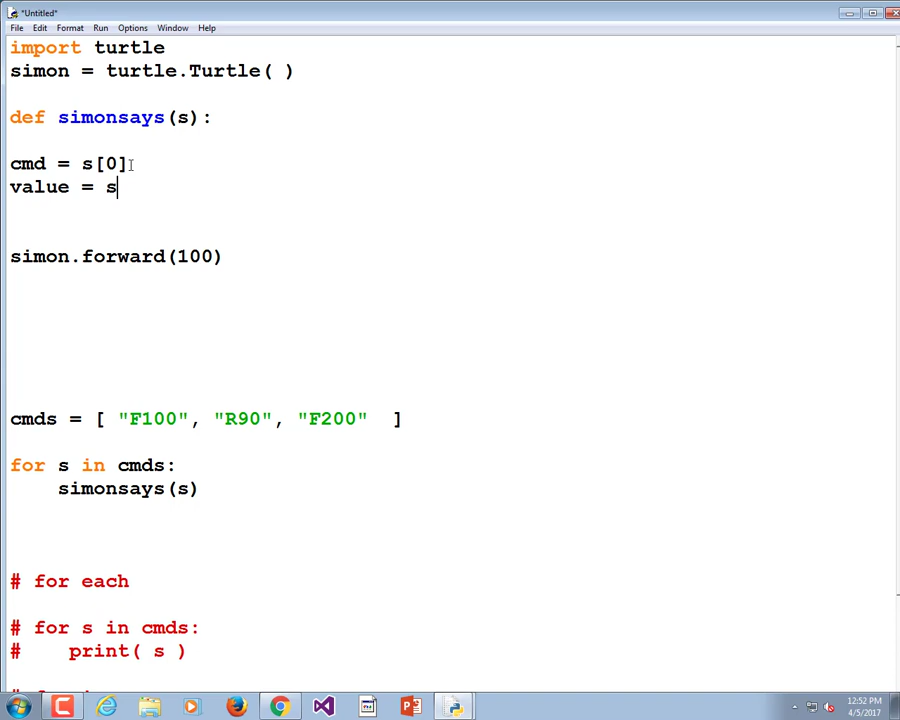 *Untitled*
File Edit Format Run Options Window Help
import turtle
simon = turtle.Turtle( )
def simonsays(s):
cmd = s[0]
value = s
simon.forward(100)
cmds = [ "F100", "R90", "F200"  ]
for s in cmds:
    simonsays(s)
# for each
# for s in cmds:
#    print( s )
12:52 PM
4/5/2017